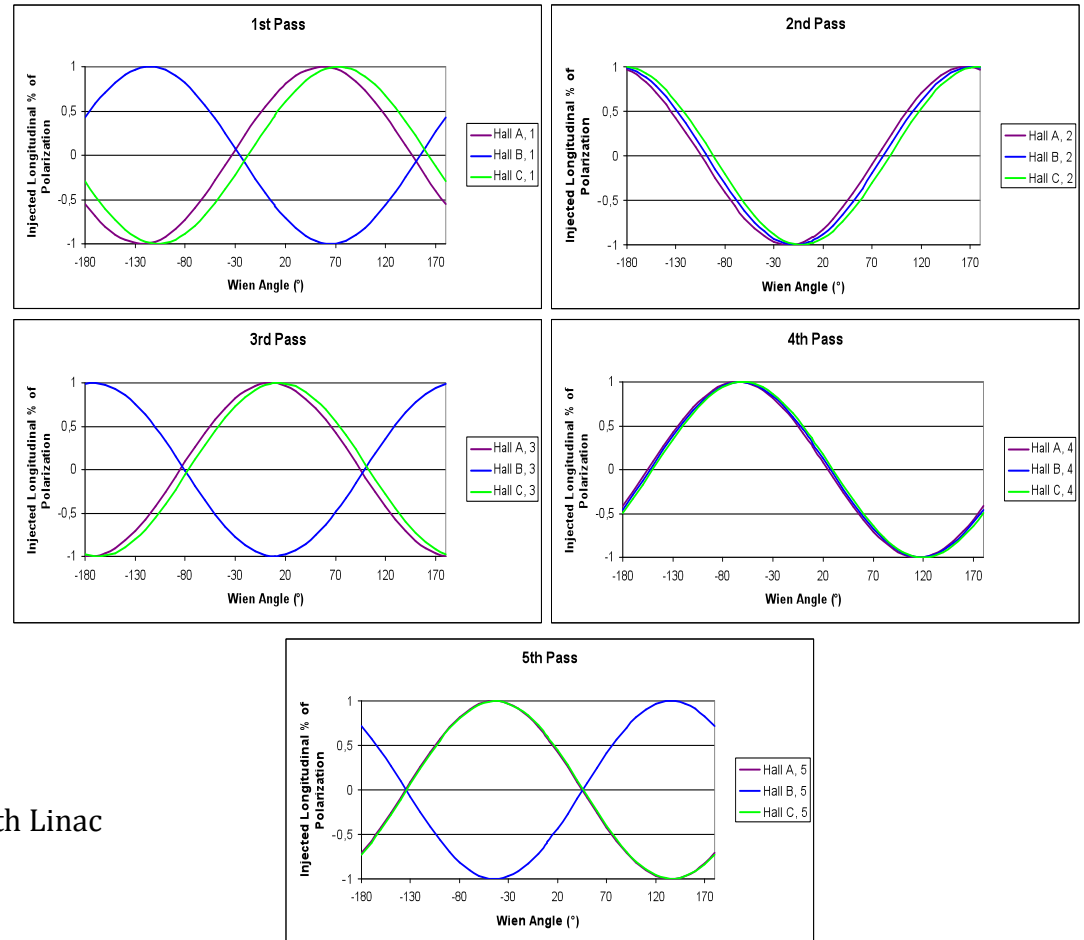 1st Pass
Injected Longitudinal % of
Polarization
1
0,5
0
-0,5
-1
-180 -130 -80 -30 20 70 120 170
Wien Angle (°)
Hall A, 1
Hall B, 1
Hall C, 1
2nd Pass
Injected Longitudinal % of
Polarization
1
0,5
0
-0,5
-1
-180 -130 -80 -30 20 70 120 170
Wien Angle (°)
Hall A, 2
Hall B, 2
Hall C, 2
3rd Pass
Injected Longitudinal % of
Polarization
1
0,5
0
-0,5
-1
-180 -130 -80 -30 20 70 120 170
Wien Angle (°)
Hall A, 3
Hall B, 3
Hall C, 3
4th Pass
Injected Longitudinal % of
Polarization
1
0,5
0
-0,5
-1
-180 -130 -80 -30 20 70 120 170
Wien Angle (°)
Hall A, 4
Hall B, 4
Hall C, 4
5th Pass
Injected Longitudinal % of
Polarization
1
0,5
0
-0,5
-1
-180 -130 -80 -30 20 70 120 170
Wien Angle (°)
Hall A, 5
Hall B, 5
Hall C, 5
th Linac